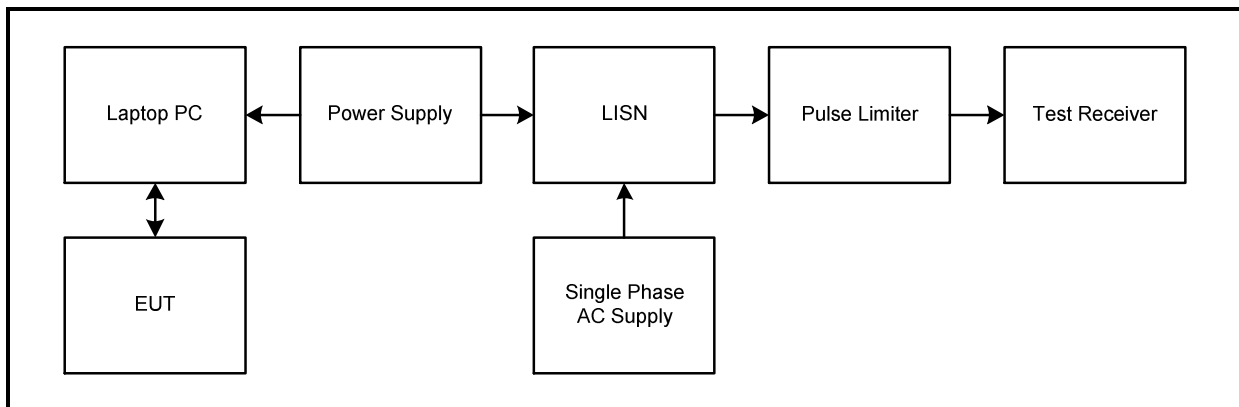 Laptop PC
Power Supply
LISN
Pulse Limiter
Test Receiver
EUT
Single Phase
AC Supply